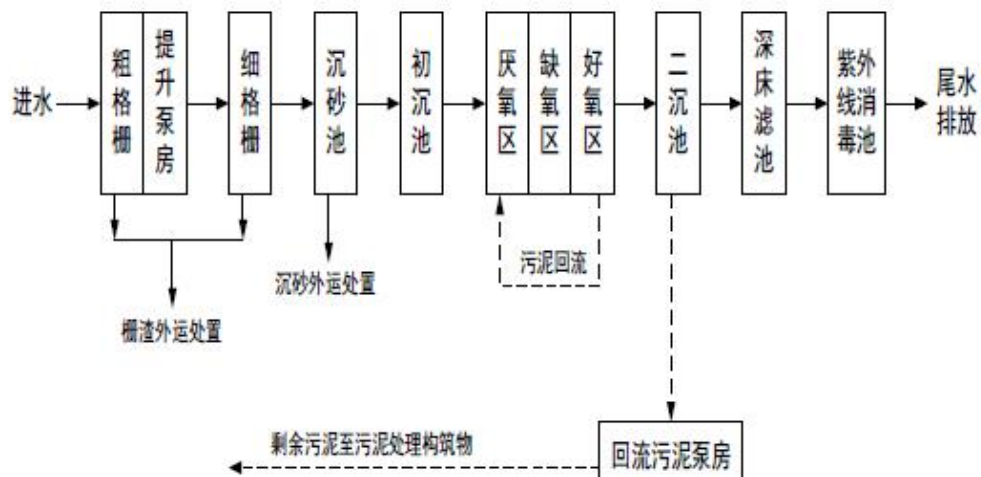 进水
粗格栅
提升泵房
细格栅
沉砂池
初沉池
厌氧区
缺氧区
好氧区
二沉池
深床滤池
紫外线消毒池
尾水
排放
污泥回流
沉砂外运处置
栅渣外运处置
剩余污泥至污泥处理构筑物
回流污泥泵房